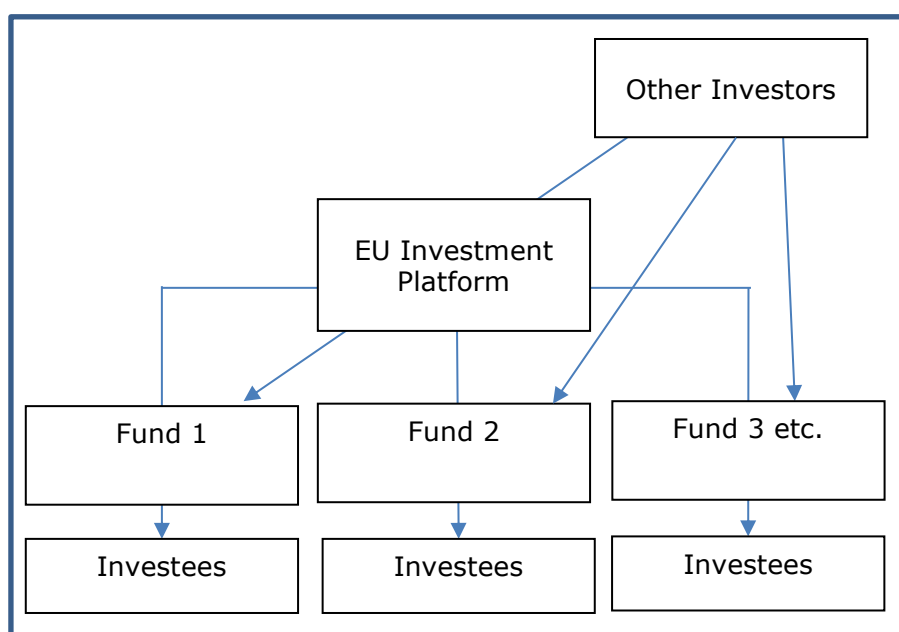 Other Investors
EU Investment
Platform
Fund 1
Fund 2
Fund 3 etc.
Investees
Investees
Investees